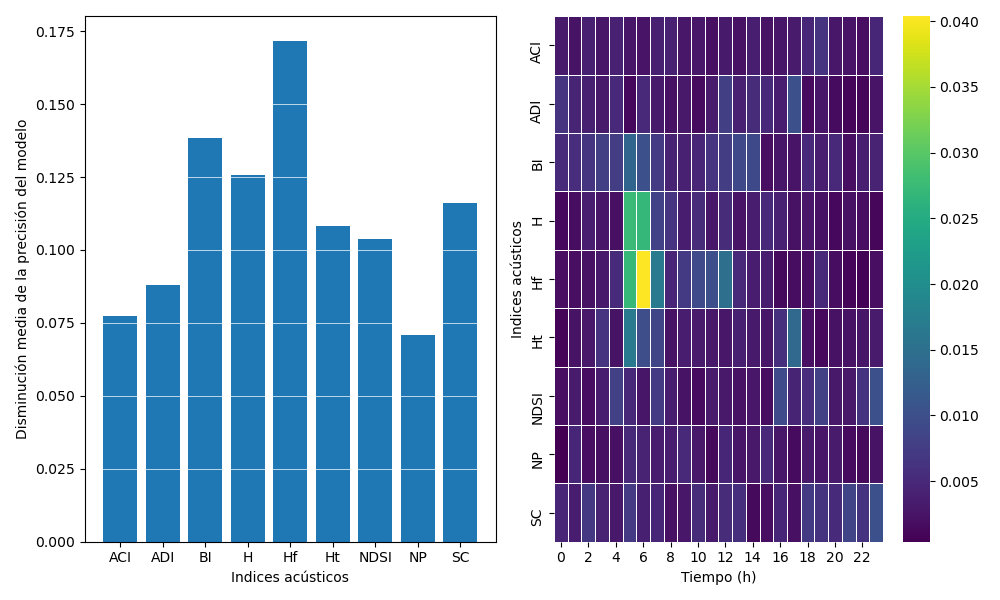 Disminución media de la precisión del modelo
0.175
0.150
0.125
0.100
0.075
0.050
0.025
0.000
ACI ADI BI H Hf Ht NDSI NP SC
Indices acústicos
Indices acústicos
ACI
ADI
BI
H
Hf
Ht
NDSI
NP
SC
0 2 4 6 8 10 12 14 16 18 20 22
Tiempo (h)
0.040
0.035
0.030
0.025
0.020
0.015
0.010
0.005